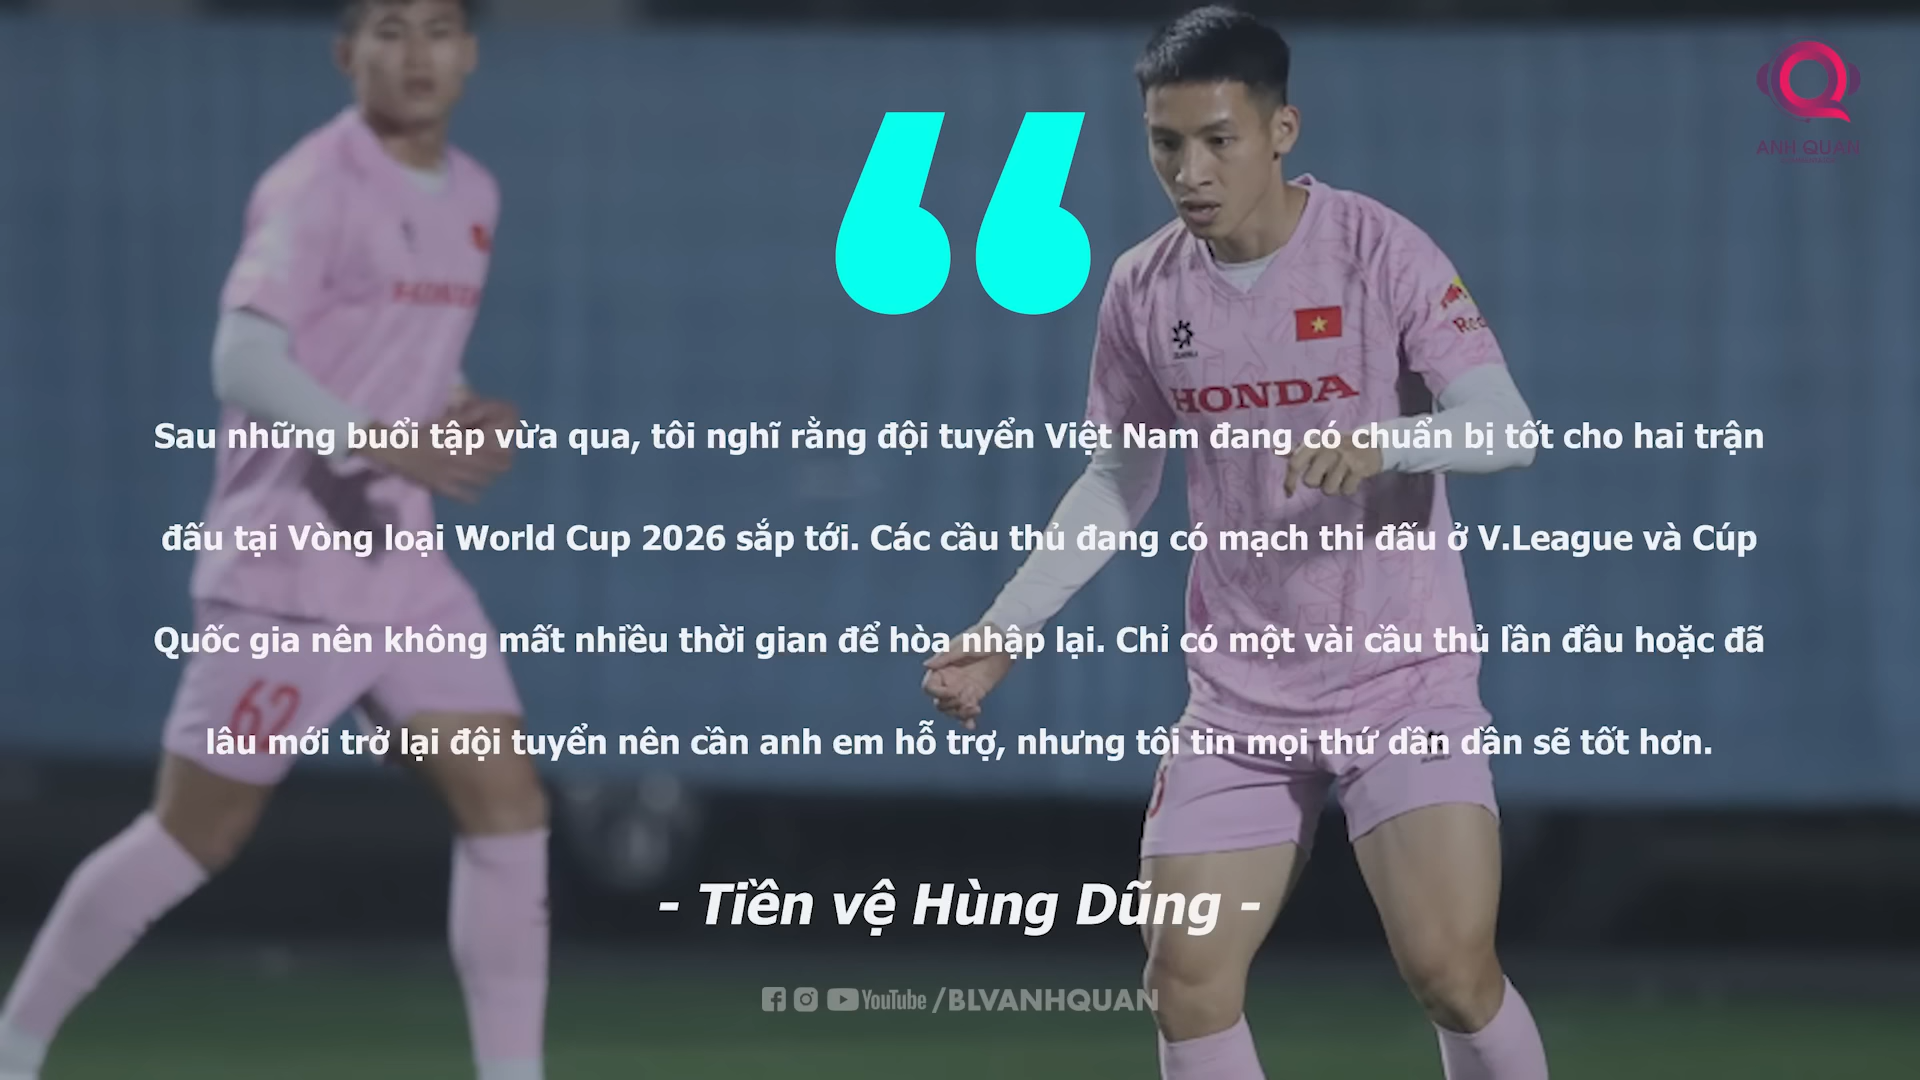 ANH QUAN
HONDA
HONDA
Sau những buổi tập vừa qua, tôi nghĩ rằng đội tuyển Việt Nam đang có chuẩn bị tốt cho hai trận
đấu tại Vòng loại World Cup 2026 sắp tới. Các cầu thủ đang có mạch thi đấu ở V.League và Cúp
Quốc gia nên không mất nhiều thời gian để hòa nhập lại. Chỉ có một vài cầu thủ lần đầu hoặc đã
lâu mới trở lại đội tuyển nên cần anh em hỗ trợ, nhưng tôi tin mọi thứ dần dần sẽ tốt hơn.
62
- Tiền vệ Hùng Dũng -
YouTube /BLVANHQUAN